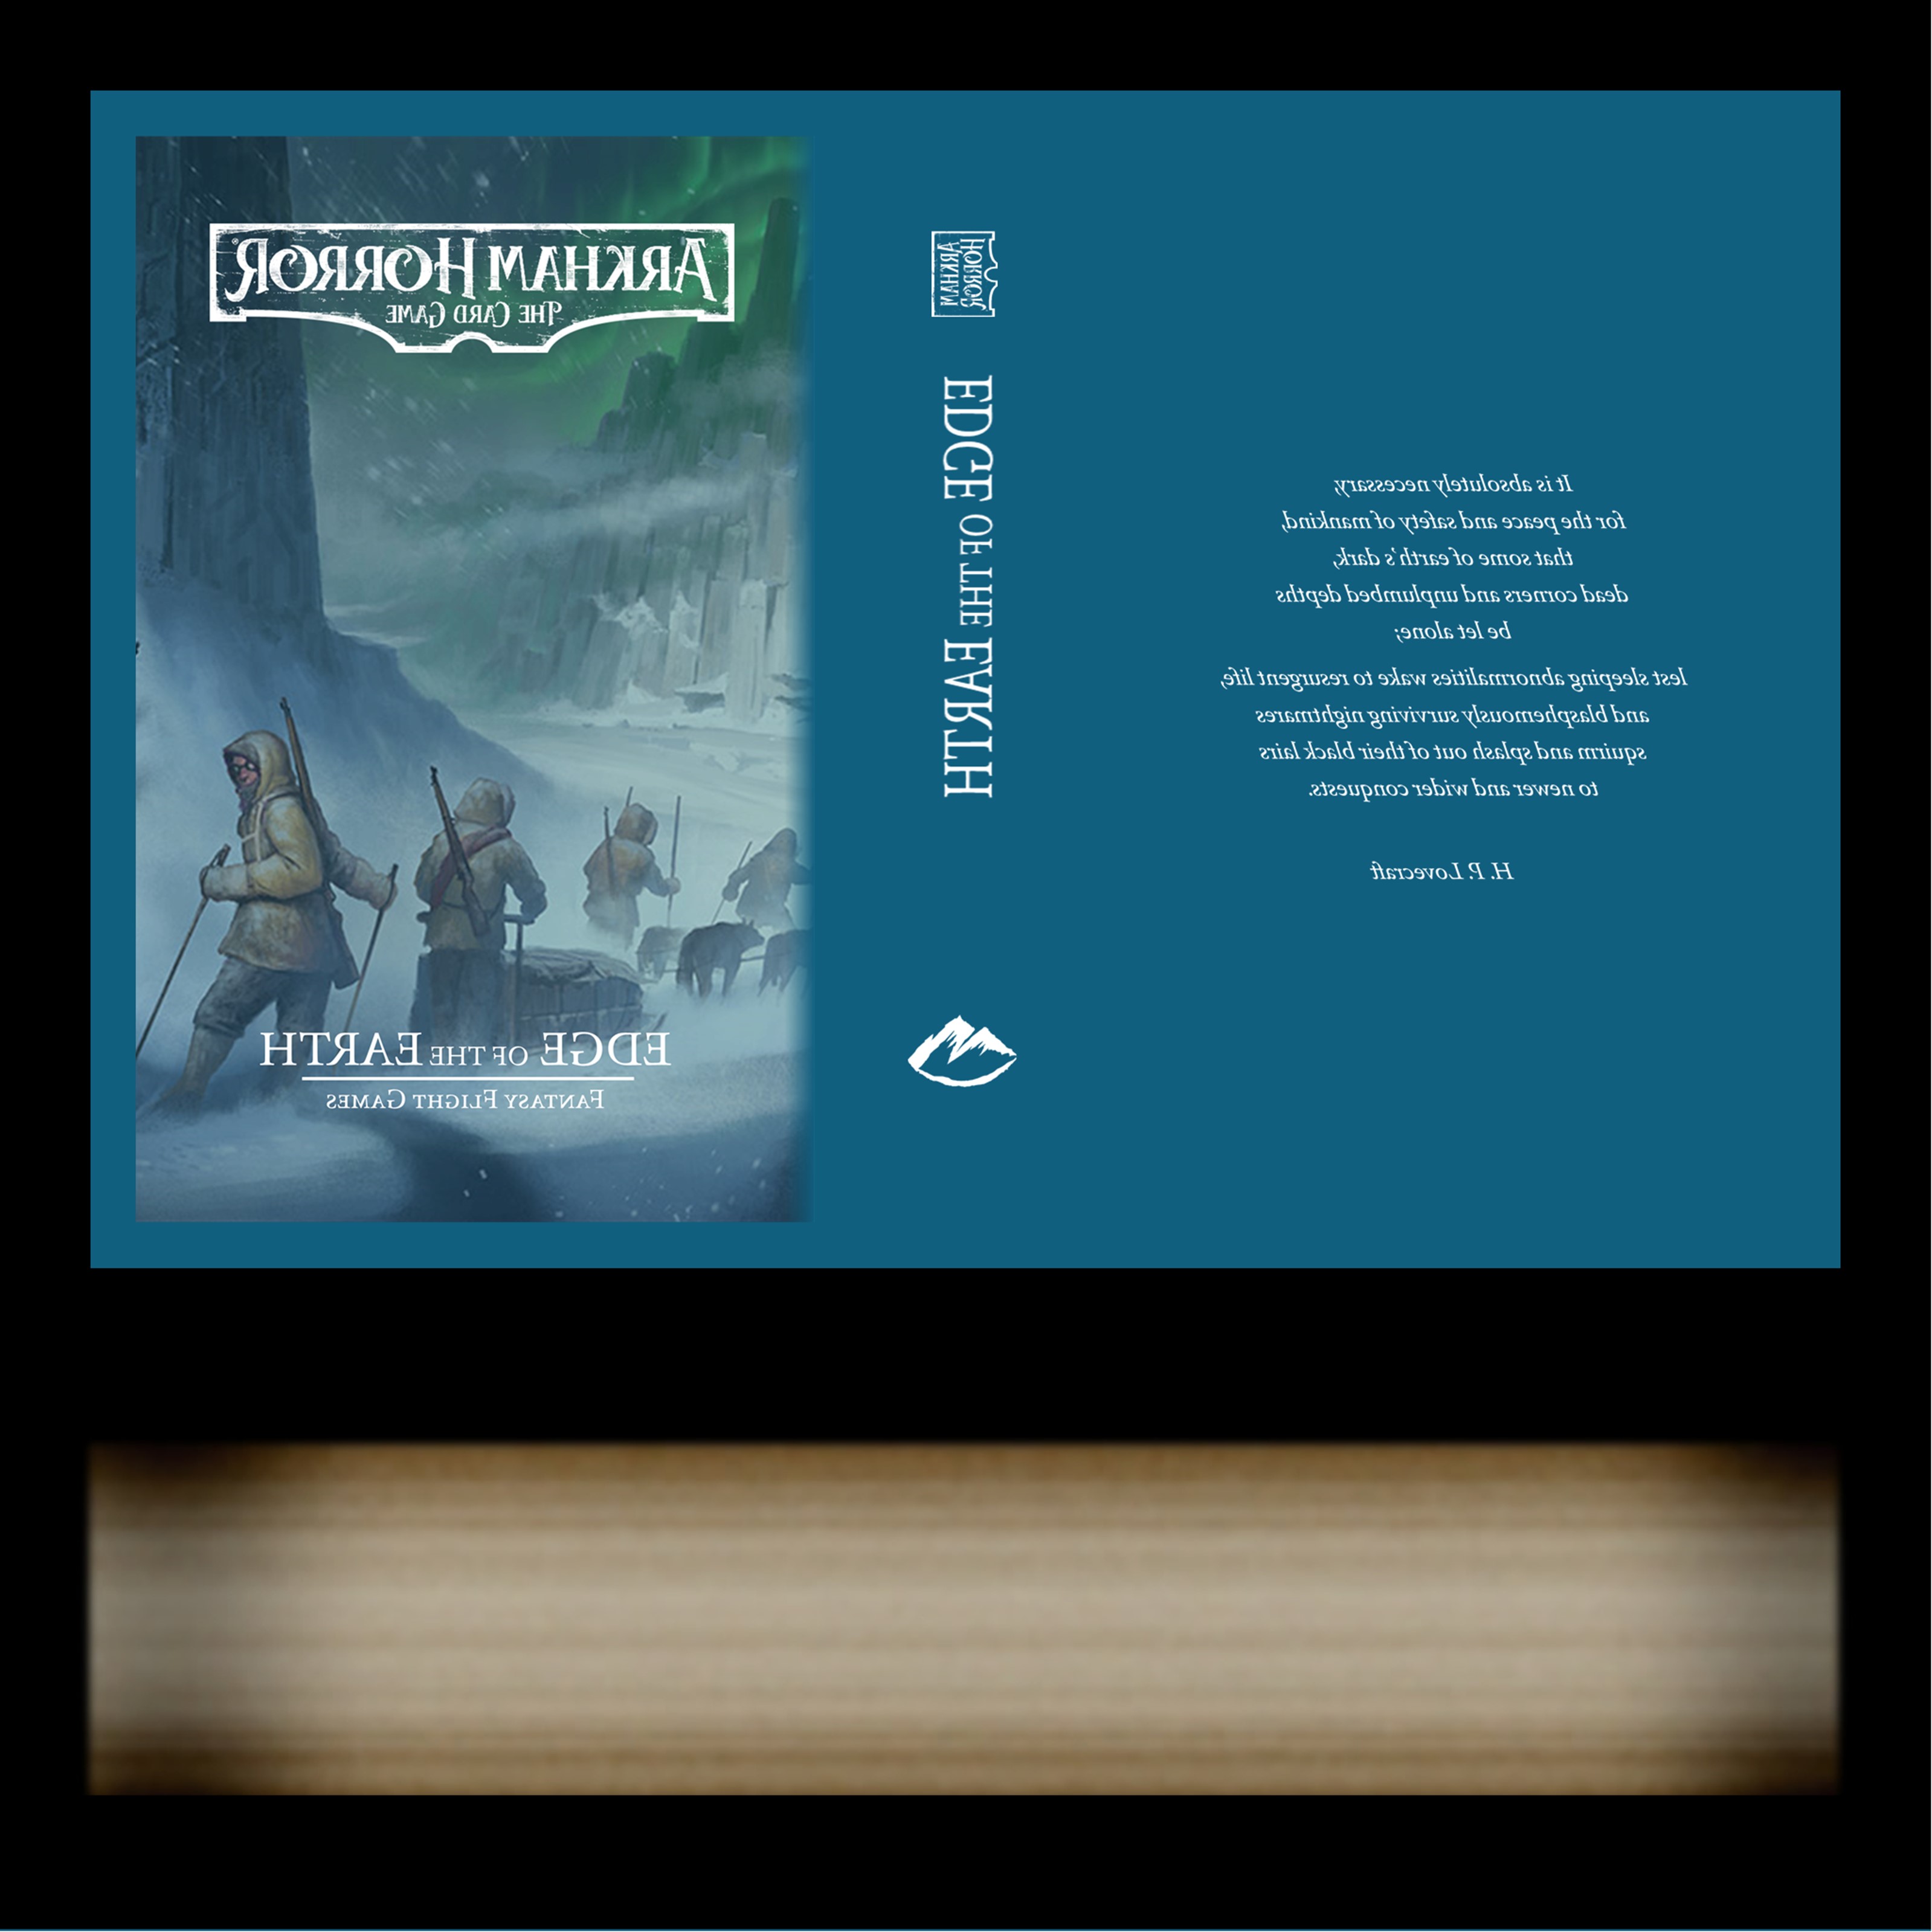 ARKHAM HORROR
THE CARD GAME
EDGE OF THE EARTH
FANTASY FLIGHT GAMES
ARKHAM
HORROR
EDGE OF THE EARTH
It is absolutely necessary,
for the peace and safety of mankind,
that some of earth's dark,
dead corners and unplumbed depths
be let alone;
lest sleeping abnormalities wake to resurgent life,
and blasphemously surviving nightmares
squirm and splash out of their black lairs
to newer and wider conquests.
H. P. Lovecraft